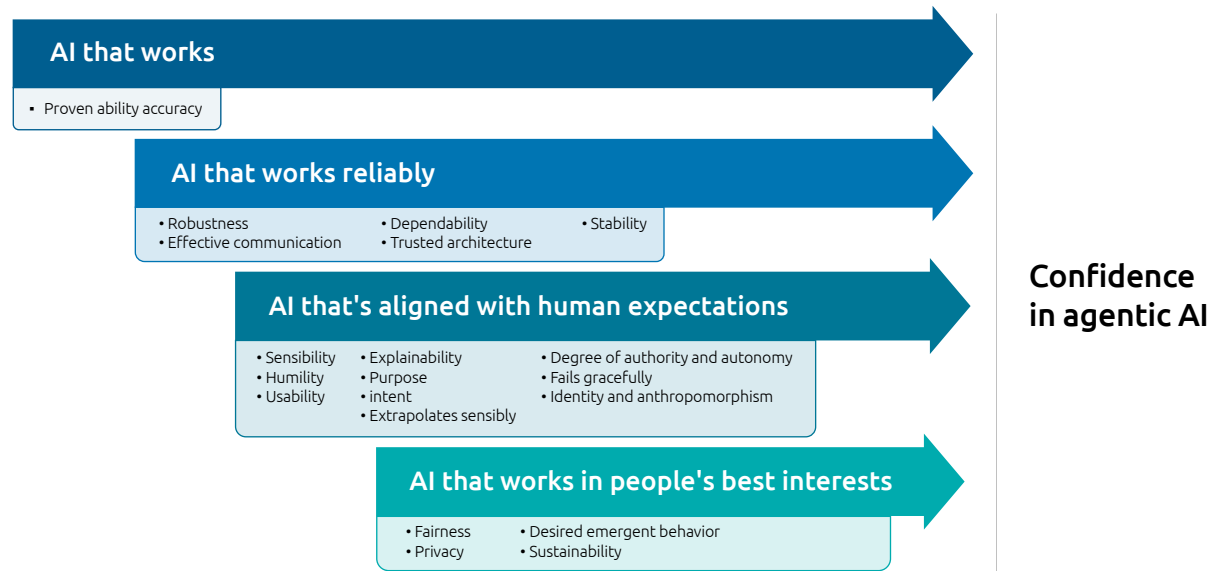 AI that works
▪ Proven ability accuracy
AI that works reliably
• Robustness
• Effective communication
• Dependability
• Trusted architecture
• Stability
AI that's aligned with human expectations
• Sensibility
• Humility
• Usability
• Explainability
• Purpose
• intent
• Extrapolates sensibly
• Degree of authority and autonomy
• Fails gracefully
• Identity and anthropomorphism
AI that works in people's best interests
• Fairness
• Privacy
• Desired emergent behavior
• Sustainability
Confidence
in agentic AI